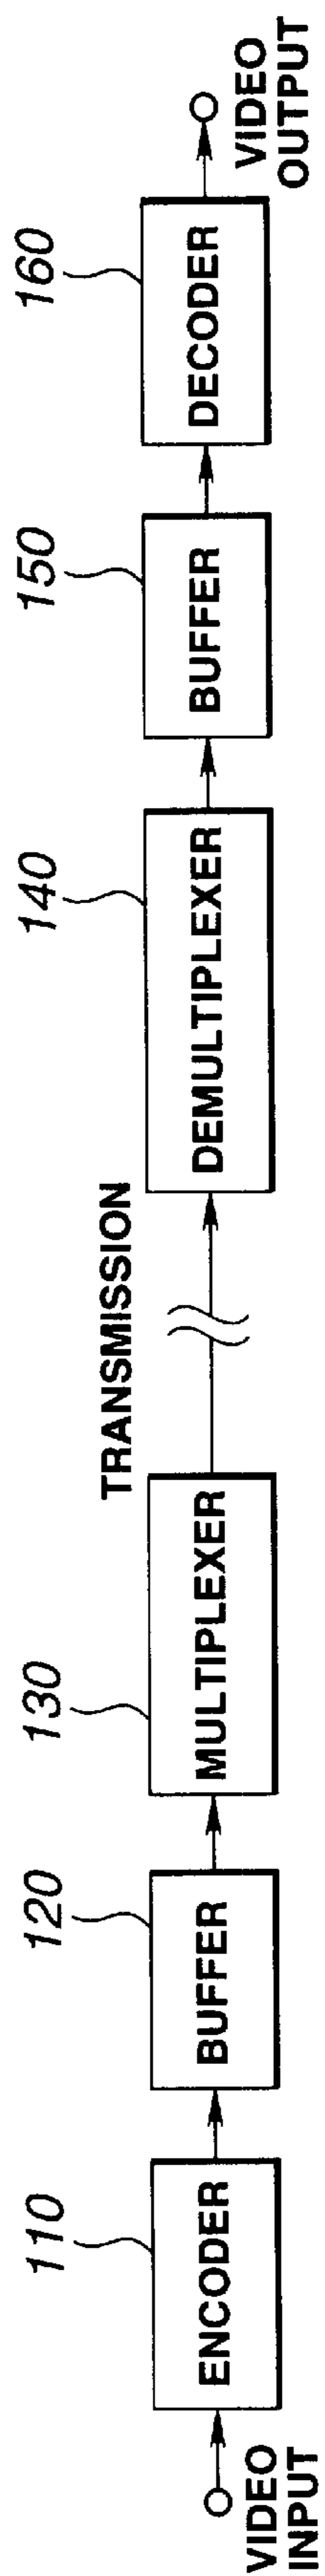 VIDEO
INPUT
110
ENCODER
120
BUFFER
130
MULTIPLEXER
TRANSMISSION
140
DEMULTIPLEXER
150
BUFFER
160
DECODER
VIDEO
OUTPUT